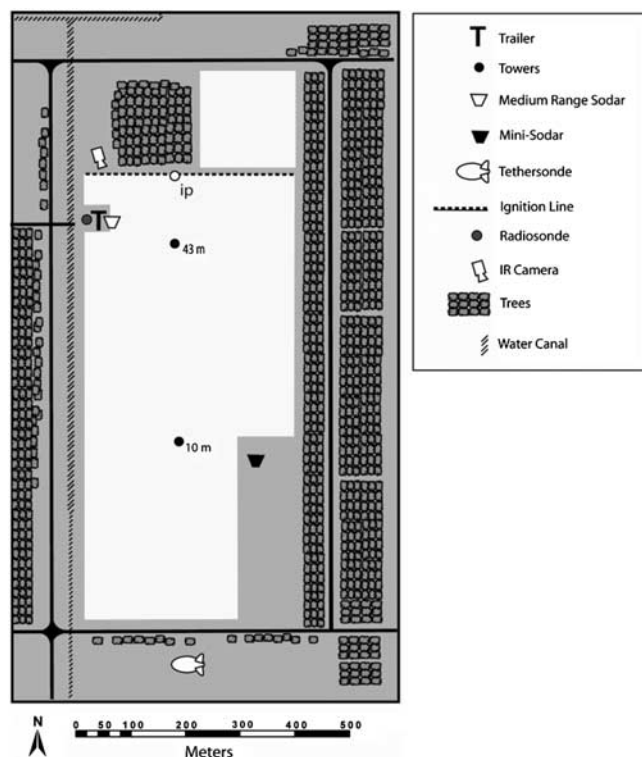 ip
T
43 m
10 m
T Trailer
Towers
Medium Range Sodar
Mini-Sodar
Tethersonde
Ignition Line
Radiosonde
IR Camera
Trees
Water Canal
N
0 50 100 200 300 400 500
Meters